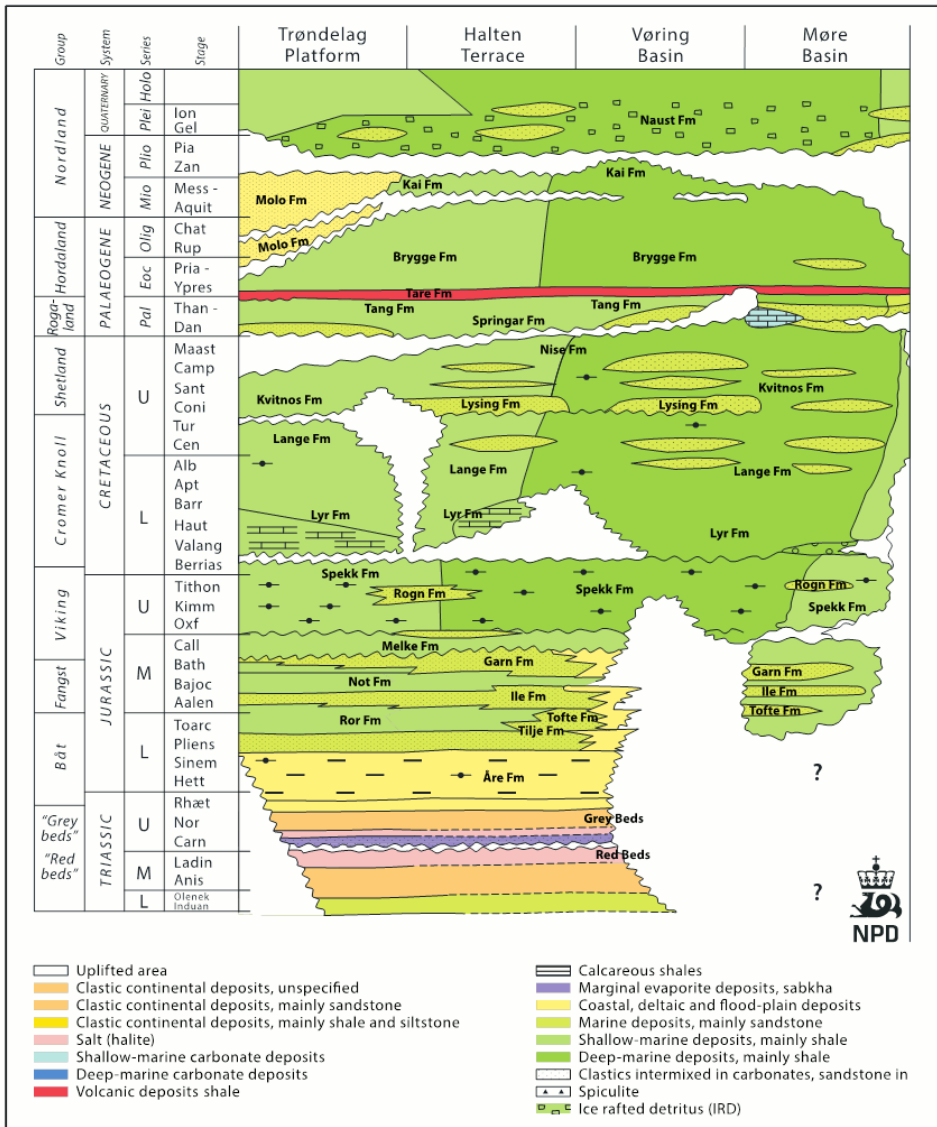 Group
System
Series
Stage
Trøndelag Platform
Halten Terrace
Vøring Basin
Møre Basin
Nordland
Hordaland
Roga-
land
Shetland
Cromer Knoll
Viking
Fangst
Båt
"Grey
beds"
"Red
beds"
QUATERNARY
NEOGENE
PALAEOGENE
CRETACEOUS
JURASSIC
TRIASSIC
Holo
Plei
Plio
Mio
Olig
Eoc
Pal
U
L
U
M
L
U
M
L
Ion
Gel
Pia
Zan
Mess -
Aquit
Chat
Rup
Pria -
Ypres
Than -
Dan
Maast
Camp
Sant
Coni
Tur
Cen
Alb
Apt
Barr
Haut
Valang
Berrias
Tithon
Kimm
Oxf
Call
Bath
Bajoc
Aalen
Toarc
Pliens
Sinem
Hett
Rhæt
Nor
Carn
Ladin
Anis
Olenek
Induan
Naust Fm
Kai Fm
Kai Fm
Molo Fm
Molo Fm
Brygge Fm
Brygge Fm
Tare Fm
Tang Fm
Tang Fm
Springar Fm
Nise Fm
Kvitnos Fm
Kvitnos Fm
Lysing Fm
Lysing Fm
Lange Fm
Lange Fm
Lange Fm
Lyr Fm
Lyr Fm
Lyr Fm
Spekk Fm
Rogn Fm
Spekk Fm
Rogn Fm
Spekk Fm
Melke Fm
Garn Fm
Garn Fm
Not Fm
Ile Fm
Ile Fm
Ror Fm
Tofte Fm
Tofte Fm
Tilje Fm
Åre Fm
?
Grey Beds
Red Beds
?
NPD
Uplifted area
Clastic continental deposits, unspecified
Clastic continental deposits, mainly sandstone
Clastic continental deposits, mainly shale and siltstone
Salt (halite)
Shallow-marine carbonate deposits
Deep-marine carbonate deposits
Volcanic deposits shale
Calcareous shales
Marginal evaporite deposits, sabkha
Coastal, deltaic and flood-plain deposits
Marine deposits, mainly sandstone
Shallow-marine deposits, mainly shale
Deep-marine deposits, mainly shale
Clastics intermixed in carbonates, sandstone in
Spiculite
Ice rafted detritus (IRD)